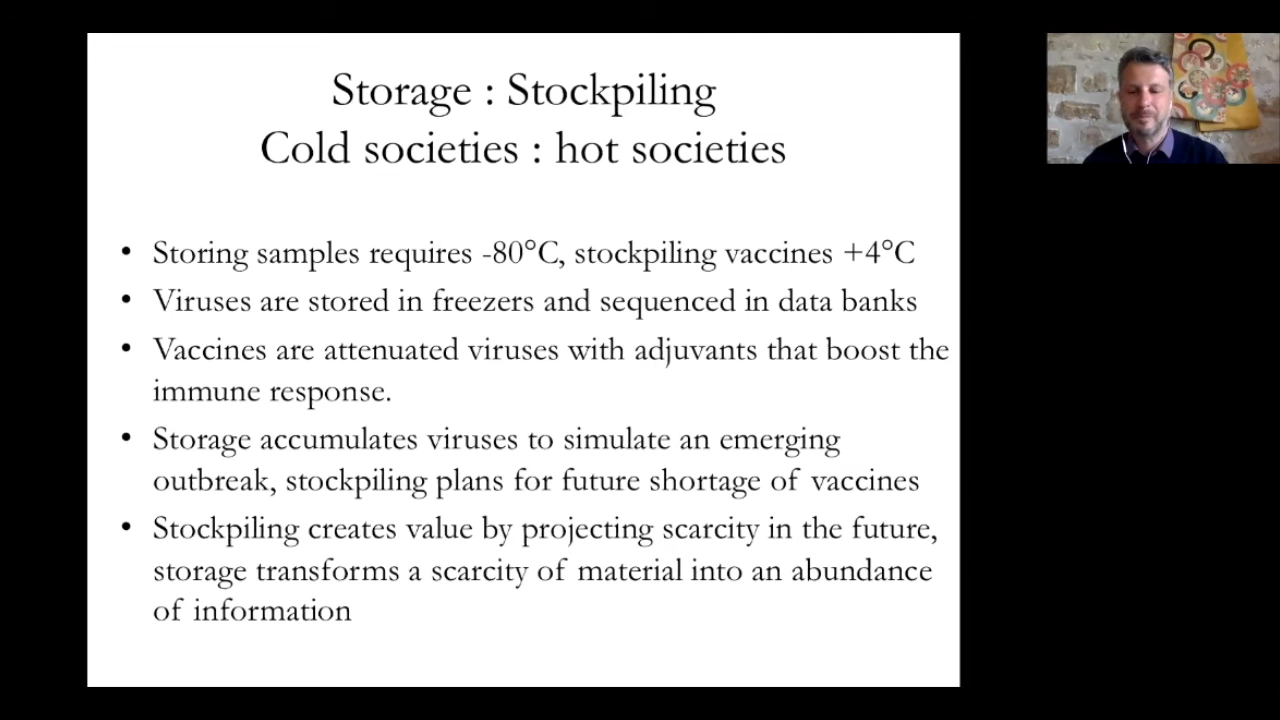 Storage : Stockpiling
Cold societies : hot societies
• Storing samples requires -80°C, stockpiling vaccines +4°C
• Viruses are stored in freezers and sequenced in data banks
• Vaccines are attenuated viruses with adjuvants that boost the
immune response.
• Storage accumulates viruses to simulate an emerging
outbreak, stockpiling plans for future shortage of vaccines
• Stockpiling creates value by projecting scarcity in the future,
storage transforms a scarcity of material into an abundance
of information